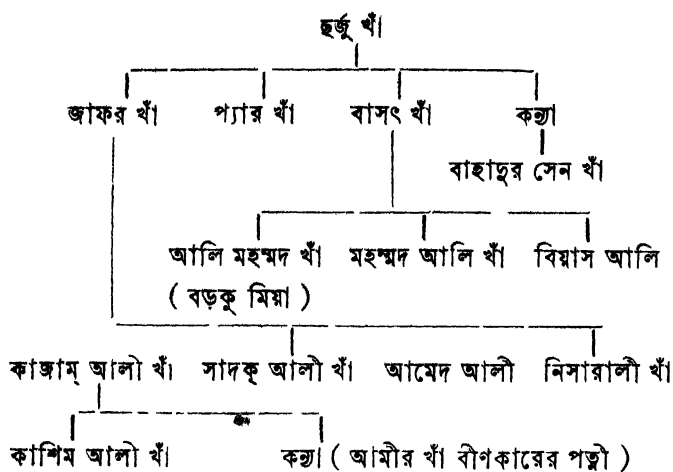 ছর্জূ খাঁ
জাফর খাঁ প্যার খাঁ বাসৎ খাঁ কন্যা
বাহাদুর সেন খাঁ
আলি মহম্মদ খাঁ মহম্মদ আলি খাঁ বিয়াস আলি
( বড়কু মিয়া )
কাজাম্ আলী খাঁ সাদক্ আলী খাঁ আমেদ আলী নিসারালী খাঁ
কাশিম আলী খাঁ কন্যা ( আমীর খাঁ বীণকারের পত্নী )